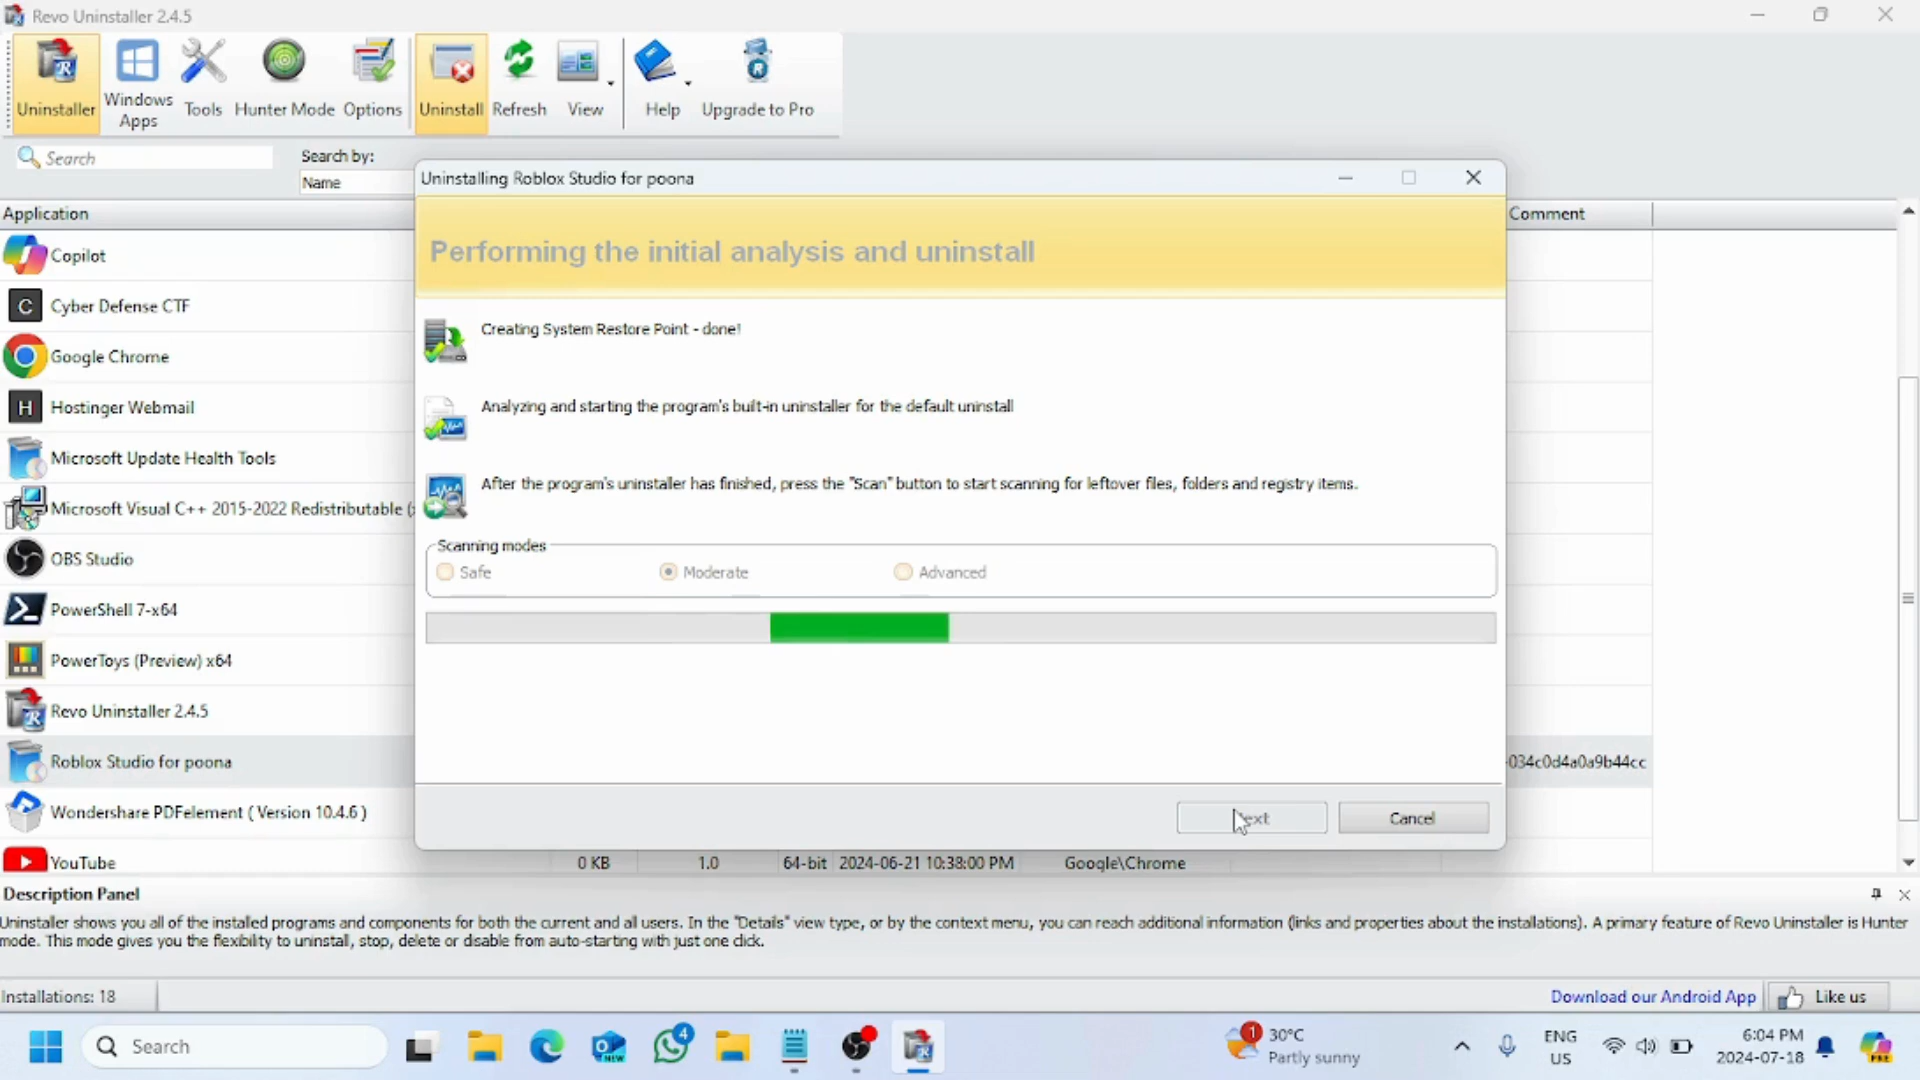 Revo Uninstaller 2.4.5
Uninstaller
Windows Apps
Tools
Hunter Mode
Options
Uninstall
Refresh
View
Help
Upgrade to Pro
Search
Search by:
Name
Uninstalling Roblox Studio for poona
Application
Comment
Performing the initial analysis and uninstall
Copilot
Cyber Defense CTF
Google Chrome
Hostinger Webmail
Microsoft Update Health Tools
Microsoft Visual C++ 2015-2022 Redistributable (
OBS Studio
PowerShell 7-x64
PowerToys (Preview) x64
Revo Uninstaller 2.4.5
Roblox Studio for poona
-034c0d4a0a9b44cc
Wondershare PDFelement ( Version 10.4.6 )
YouTube 0 KB 1.0 64-bit 2024-06-21 10:38:00 PM Google\Chrome
Creating System Restore Point - done!
Analyzing and starting the program's built-in uninstaller for the default uninstall
After the program's uninstaller has finished, press the "Scan" button to start scanning for leftover files, folders and registry items.
Scanning modes
Safe
Moderate
Advanced
Cancel
Description Panel
Uninstaller shows you all of the installed programs and components for both the current and all users. In the "Details" view type, or by the context menu, you can reach additional information (links and properties about the installations). A primary feature of Revo Uninstaller is Hunter
mode. This mode gives you the flexibility to uninstall, stop, delete or disable from auto-starting with just one click.
Installations: 18
Download our Android App
Like us
Search
NEW
4
1
30°C
Partly sunny
ENG
US
6:04 PM
2024-07-18
PRE